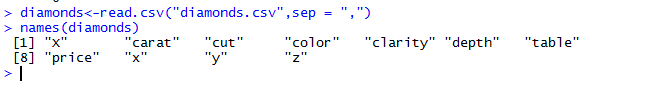 > diamonds<-read.csv("diamonds.csv",sep = ",")
> names(diamonds)
 [1] "X"       "carat"   "cut"     "color"   "clarity" "depth"   "table"
 [8] "price"   "x"       "y"       "z"
>